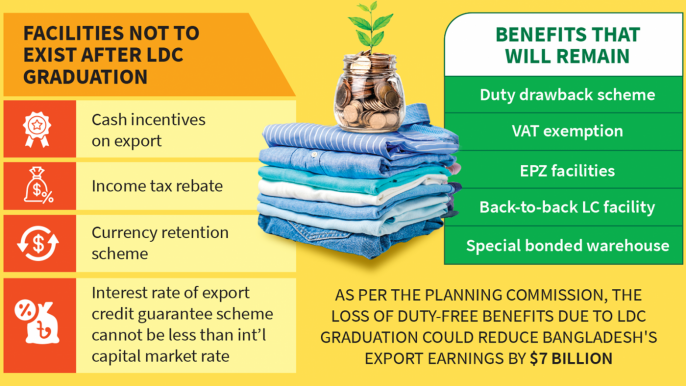 FACILITIES NOT TO
EXIST AFTER LDC
GRADUATION
Cash incentives
on export
Income tax rebate
Currency retention
scheme
Interest rate of export
credit guarantee scheme
cannot be less than int'l
capital market rate
BENEFITS THAT
WILL REMAIN
Duty drawback scheme
VAT exemption
EPZ facilities
Back-to-back LC facility
Special bonded warehouse
AS PER THE PLANNING COMMISSION, THE
LOSS OF DUTY-FREE BENEFITS DUE TO LDC
GRADUATION COULD REDUCE BANGLADESH'S
EXPORT EARNINGS BY $7 BILLION